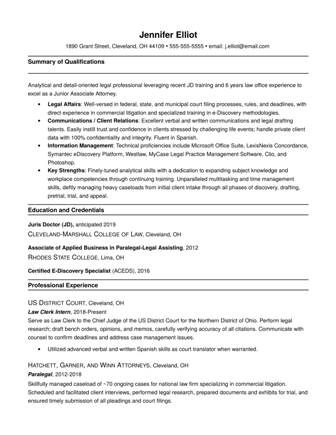 Jennifer Elliot
1890 Grant Street, Cleveland, OH 44109 • 555-555-5555 • email: j.elliot@email.com
Summary of Qualifications
Analytical and detail-oriented legal professional leveraging recent JD training and 6 years law office experience to
excel as a Junior Associate Attorney.
• Legal Affairs: Well-versed in federal, state, and municipal court filing processes, rules, and deadlines, with
direct experience in commercial litigation and specialized training in e-Discovery methodologies.
• Communications / Client Relations: Excellent verbal and written communications and legal drafting
talents. Easily instill trust and confidence in clients stressed by challenging life events; handle private client
data with 100% confidentiality and integrity. Fluent in Spanish.
• Information Management: Technical proficiencies include Microsoft Office Suite, LexisNexis Concordance,
Symantec eDiscovery Platform, Westlaw, MyCase Legal Practice Management Software, Clio, and
Photoshop.
• Key Strengths: Finely-tuned analytical skills with a dedication to expanding subject knowledge and
workplace competencies through continuing training. Unparalleled multitasking and time management
skills, deftly managing heavy caseloads from initial client intake through all phases of discovery, drafting,
pretrial, trial, and appeal.
Education and Credentials
Juris Doctor (JD), anticipated 2019
CLEVELAND-MARSHALL COLLEGE OF LAW, Cleveland, OH
Associate of Applied Business in Paralegal-Legal Assisting, 2012
RHODES STATE COLLEGE, Lima, OH
Certified E-Discovery Specialist (ACEDS), 2016
Professional Experience
US DISTRICT COURT, Cleveland, OH
Law Clerk Intern, 2018-Present
Serve as Law Clerk to the Chief Judge of the US District Court for the Northern District of Ohio. Perform legal
research; draft bench orders, opinions, and memos, carefully verifying accuracy of all citations. Communicate with
counsel to confirm deadlines and address case management issues.
• Utilized advanced verbal and written Spanish skills as court translator when warranted.
HATCHETT, GARNER, AND WINN ATTORNEYS, Cleveland, OH
Paralegal, 2012-2018
Skillfully managed caseload of ~70 ongoing cases for national law firm specializing in commercial litigation.
Scheduled and facilitated client interviews, performed legal research, prepared documents and exhibits for trial, and
ensured timely submission of all pleadings and court filings.